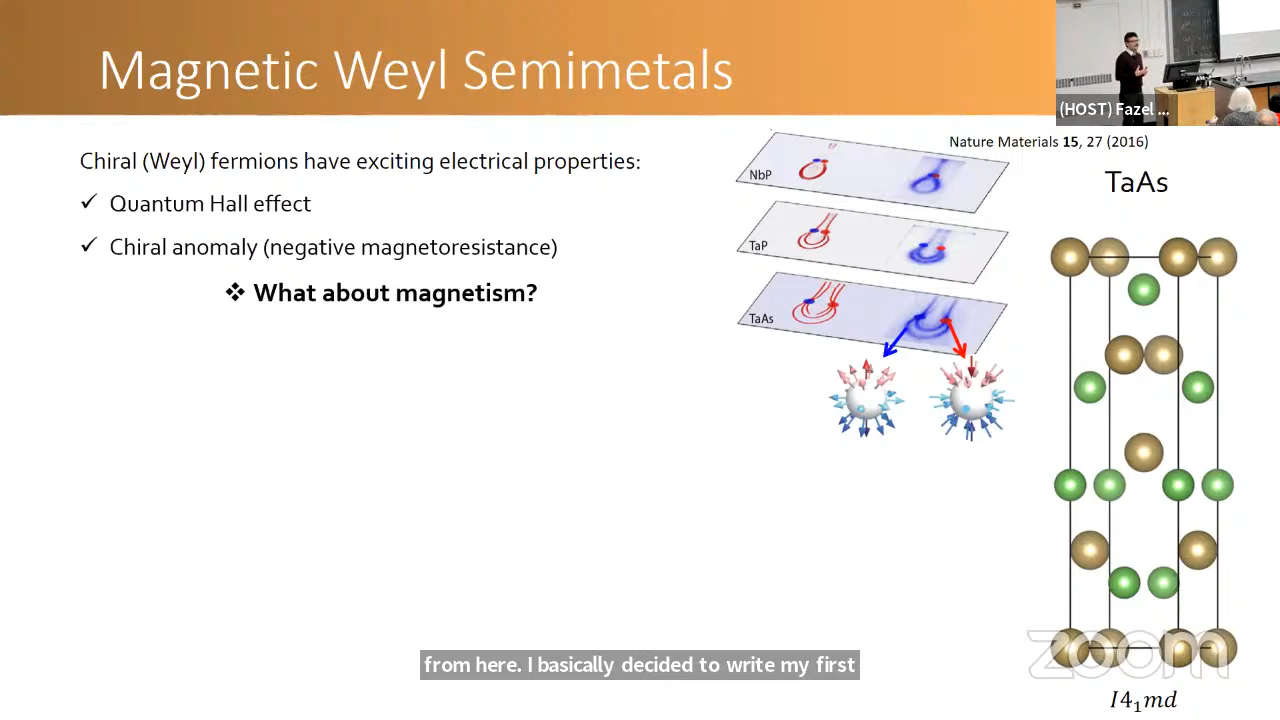 Magnetic Weyl Semimetals
(HOST) Fazel ...
Chiral (Weyl) fermions have exciting electrical properties:
✓ Quantum Hall effect
✓ Chiral anomaly (negative magnetoresistance)
❖ What about magnetism?
Nature Materials 15, 27 (2016)
NbP
TaP
TaAs
TaAs
zoom
I4₁md
from here. I basically decided to write my first